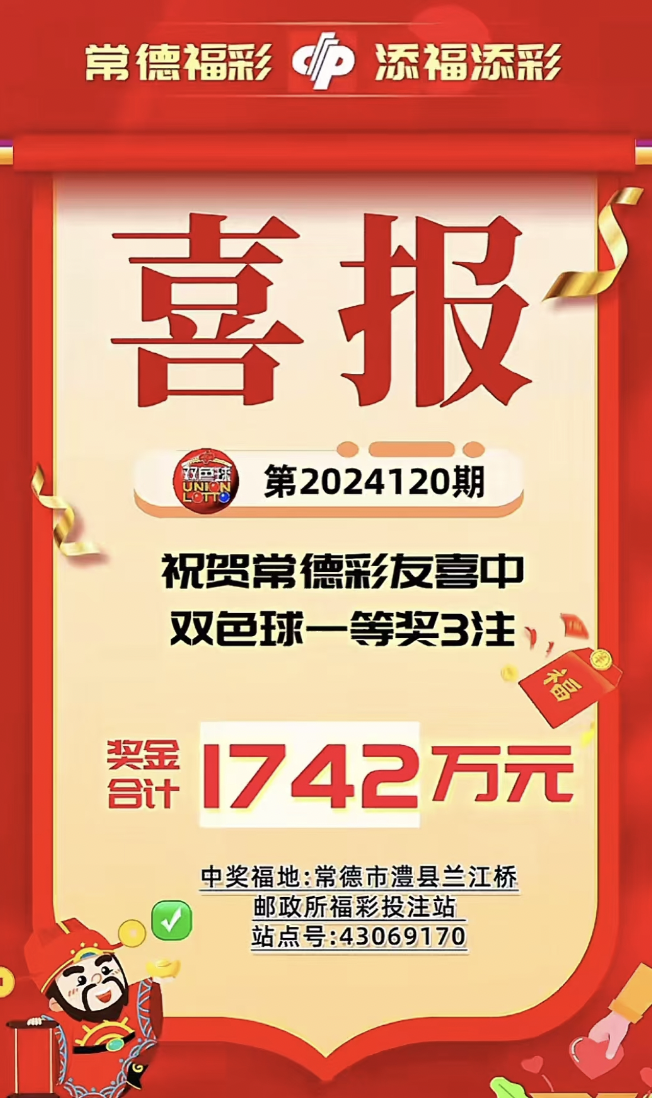 常德福彩 添福添彩
喜报
双色球
UNION
LOTTO
第2024120期
祝贺常德彩友喜中
双色球一等奖3注
福
奖金
合计
1742万元
中奖福地:常德市澧县兰江桥
邮政所福彩投注站
站点号:43069170